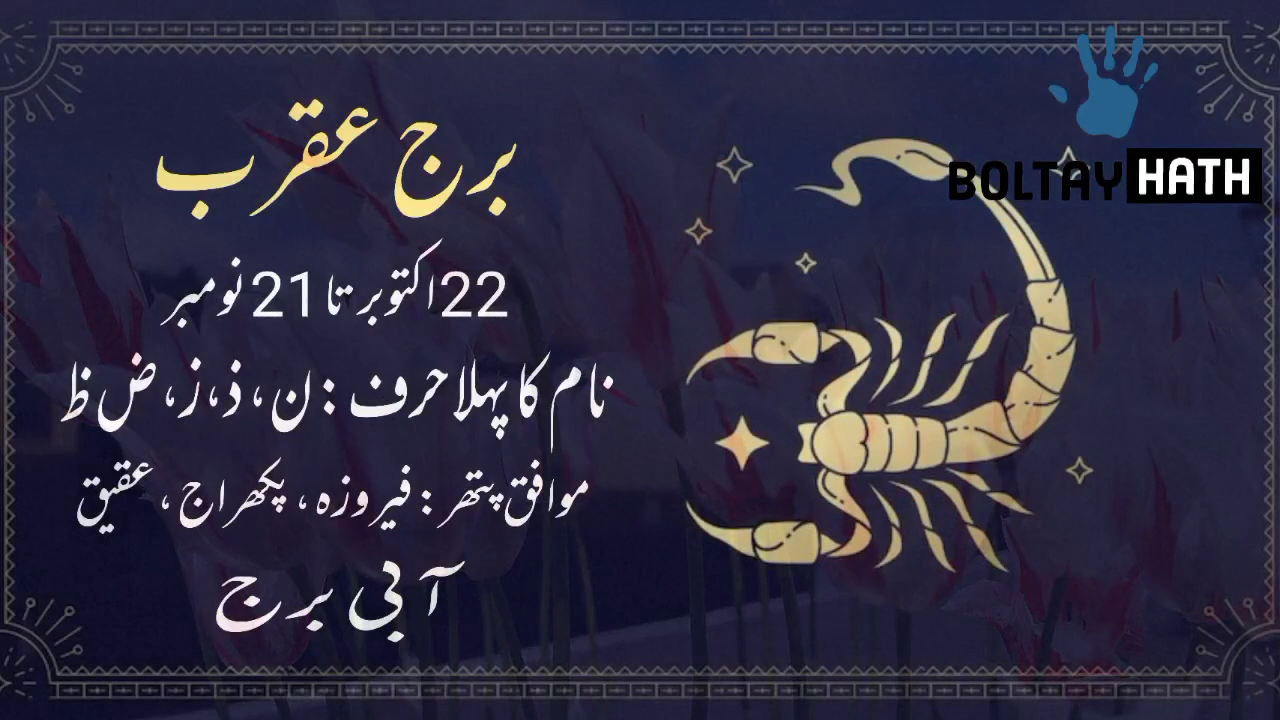 برج عقرب
BOLTAY HATH
22 اکتوبر تا 21 نومبر
نام کا پہلا حرف : ن، ذ، ز، ض ظ
موافق پتھر : فیروزہ ، پکھراج ، عقیق
آبی برج